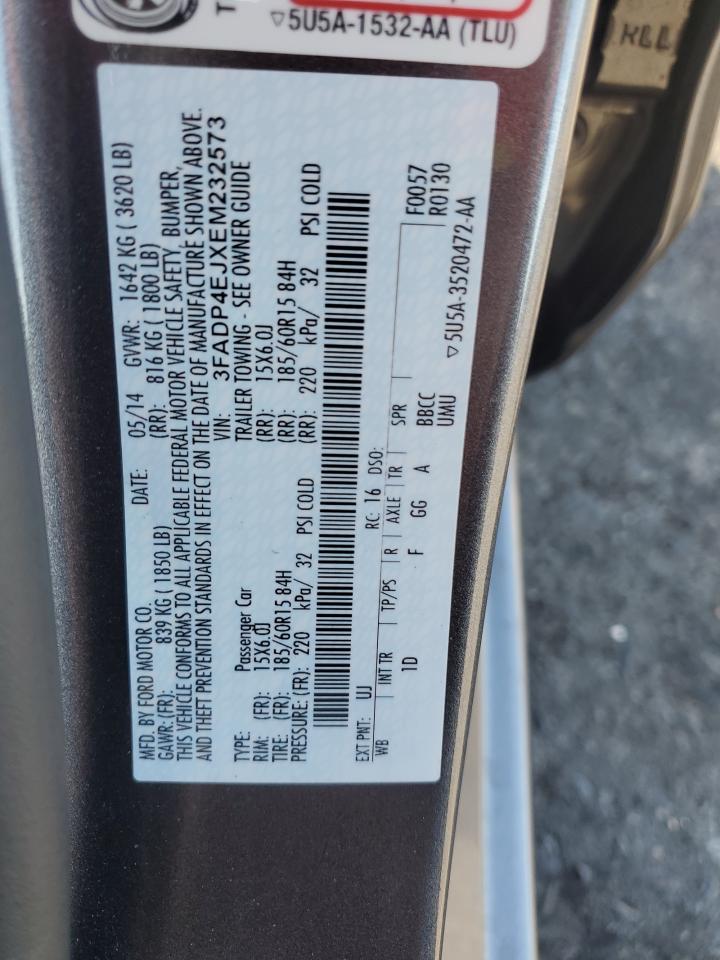 T
▽5U5A-1532-AA (TLU)
MFD. BY FORD MOTOR CO. DATE: 05/14 GVWR: 1642 KG ( 3620 LB)
GAWR: (FR): 839 KG ( 1850 LB) (RR): 816 KG ( 1800 LB)
THIS VEHICLE CONFORMS TO ALL APPLICABLE FEDERAL MOTOR VEHICLE SAFETY, BUMPER,
AND THEFT PREVENTION STANDARDS IN EFFECT ON THE DATE OF MANUFACTURE SHOWN ABOVE.
VIN: 3FADP4EJXEM232573
TYPE: Passenger Car TRAILER TOWING - SEE OWNER GUIDE
RIM: (FR): 15X6.0J (RR): 15X6.0J
TIRE: (FR): 185/60R15 84H (RR): 185/60R15 84H
PRESSURE: (FR): 220 kPa/ 32 PSI COLD (RR): 220 kPa/ 32 PSI COLD
EXT PNT: UJ RC: 16 DSO: F0057
WB INT TR TP/PS R AXLE TR SPR R0130
1D F GG A BBCC
UMU
▽5U5A-3520472-AA
RLL